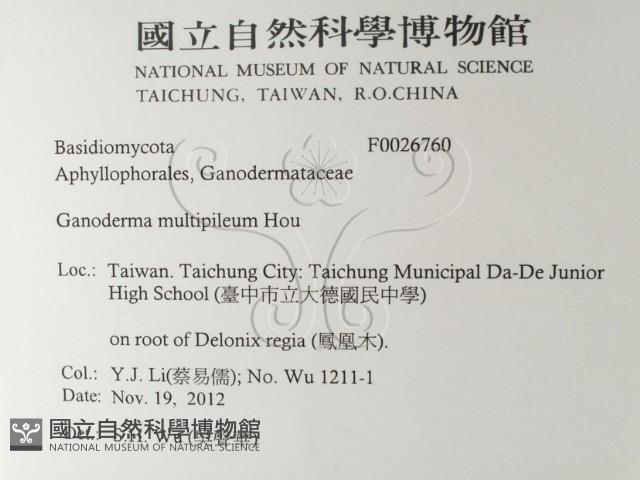 國立自然科學博物館
NATIONAL MUSEUM OF NATURAL SCIENCE
TAICHUNG, TAIWAN, R.O.CHINA
Basidiomycota F0026760
Aphyllophorales, Ganodermataceae
Ganoderma multipileum Hou
Loc.: Taiwan. Taichung City: Taichung Municipal Da-De Junior
High School (臺中市立大德國民中學)
on root of Delonix regia (鳳凰木).
Col.: Y.J. Li(蔡易儒); No. Wu 1211-1
Date: Nov. 19, 2012
Det.: S.H. Wu
國立自然科學博物館
NATIONAL MUSEUM OF NATURAL SCIENCE